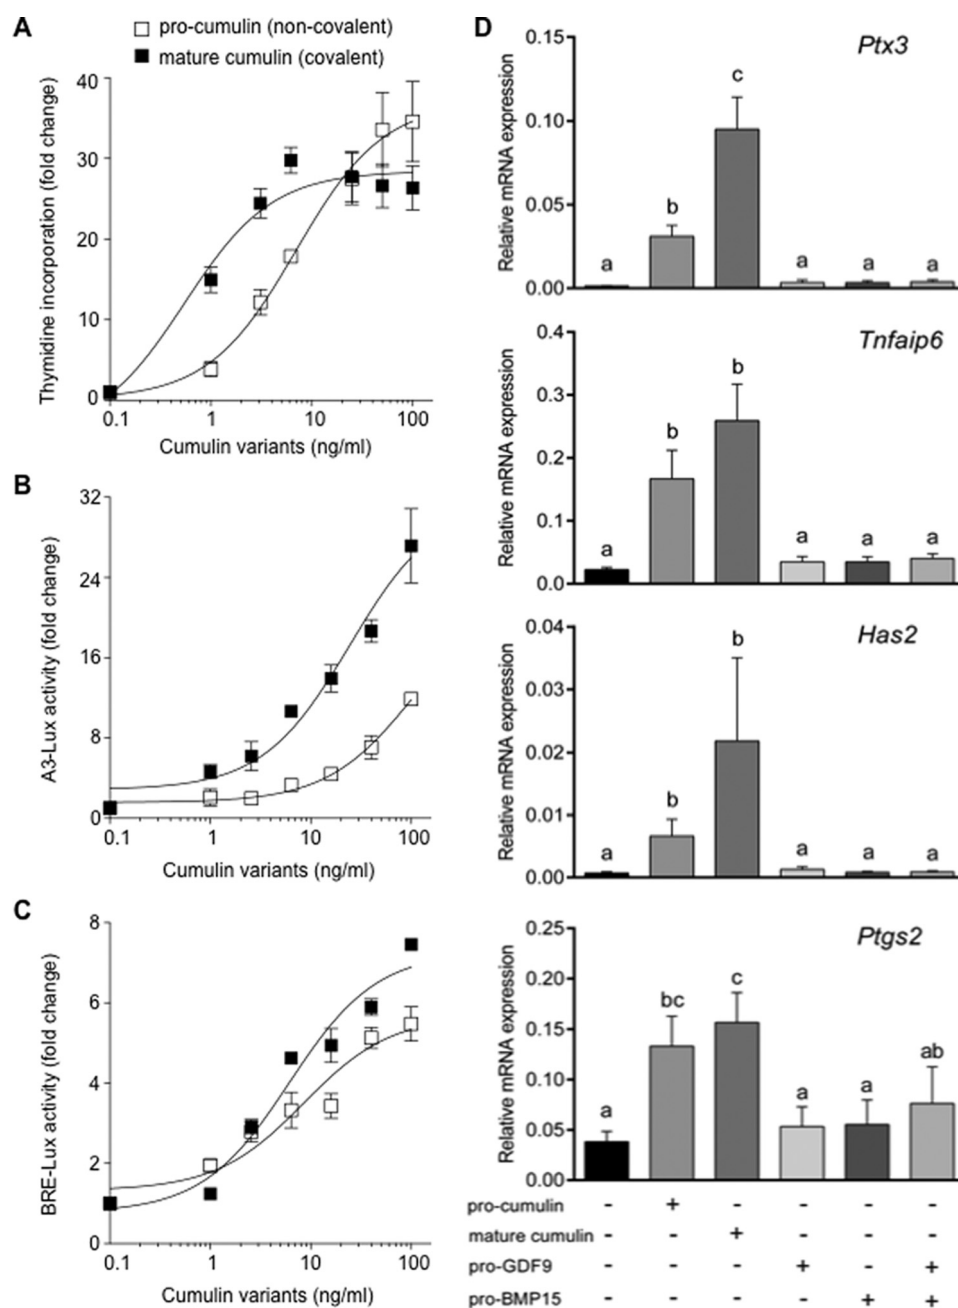 A
pro-cumulin (non-covalent)
mature cumulin (covalent)
Thymidine incorporation (fold change)
40
30
20
10
0
0.1 1 10 100
Cumulin variants (ng/ml)
B
A3-Lux activity (fold change)
32
24
16
8
0
0.1 1 10 100
Cumulin variants (ng/ml)
C
BRE-Lux activity (fold change)
8
6
4
2
0
0.1 1 10 100
Cumulin variants (ng/ml)
D
Ptx3
Relative mRNA expression
0.15
0.10
0.05
0.00
a b c a a a
Tnfaip6
Relative mRNA expression
0.4
0.3
0.2
0.1
0.0
a b b a a a
Has2
Relative mRNA expression
0.04
0.03
0.02
0.01
0.00
a b b a a a
Ptgs2
Relative mRNA expression
0.25
0.20
0.15
0.10
0.05
0.00
a bc c a a ab
pro-cumulin - + - - - -
mature cumulin - - + - - -
pro-GDF9 - - - + - +
pro-BMP15 - - - - + +